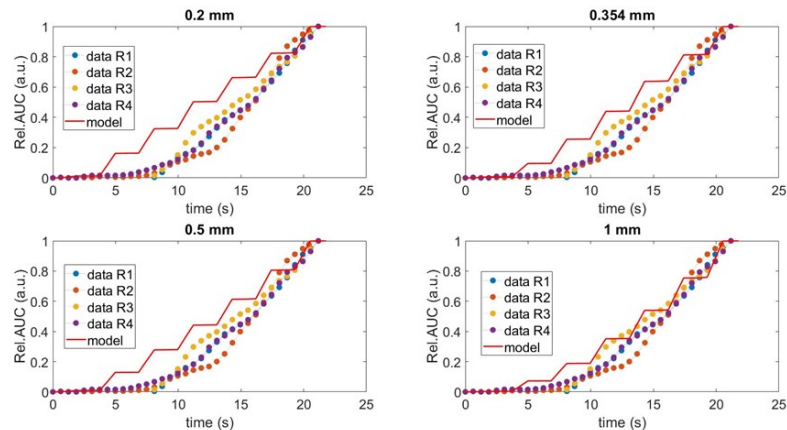 0.2 mm
1
0.8
0.6
0.4
0.2
0
Rel.AUC (a.u.)
data R1
data R2
data R3
data R4
model
0 5 10 15 20 25
time (s)
0.354 mm
1
0.8
0.6
0.4
0.2
0
Rel.AUC (a.u.)
data R1
data R2
data R3
data R4
model
0 5 10 15 20 25
time (s)
0.5 mm
1
0.8
0.6
0.4
0.2
0
Rel.AUC (a.u.)
data R1
data R2
data R3
data R4
model
0 5 10 15 20 25
time (s)
1 mm
1
0.8
0.6
0.4
0.2
0
Rel.AUC (a.u.)
data R1
data R2
data R3
data R4
model
0 5 10 15 20 25
time (s)